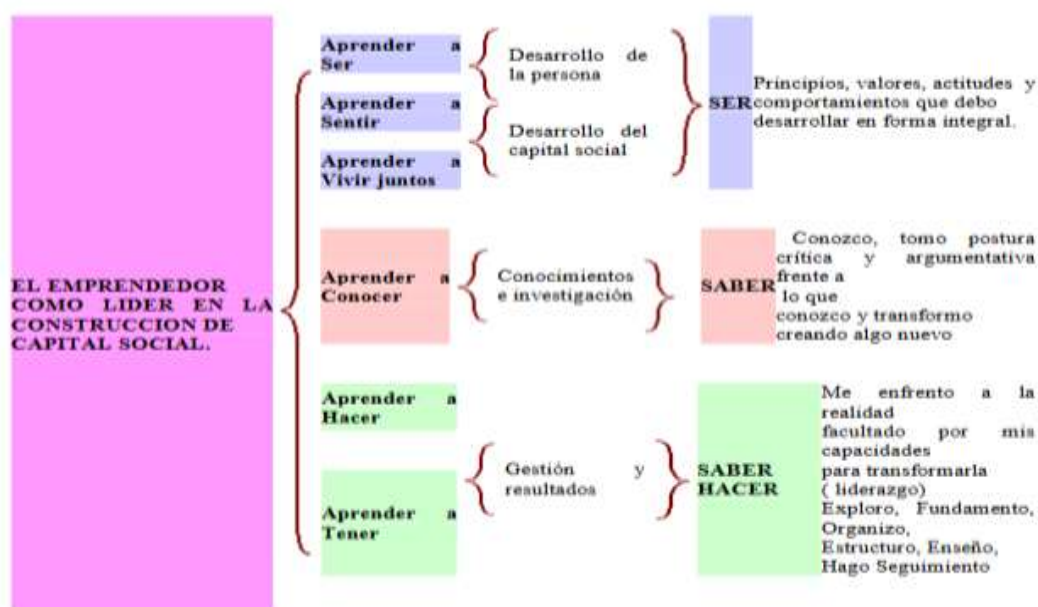 EL EMPRENDEDOR
COMO LIDER EN LA
CONSTRUCCION DE
CAPITAL SOCIAL.
Aprender a
Ser
Aprender a
Sentir
Aprender a
Vivir juntos
Desarrollo de
la persona
Desarrollo del
capital social
SER
Principios, valores, actitudes y
comportamientos que debo
desarrollar en forma integral.
Aprender a
Conocer
Conocimientos
e investigación
SABER
Conozco, tomo postura
crítica y argumentativa
frente a
lo que
conozco y transformo
creando algo nuevo
Aprender a
Hacer
Aprender a
Tener
Gestión y
resultados
SABER
HACER
Me enfrento a la
realidad
facultado por mis
capacidades
para transformarla
( liderazgo)
Exploro, Fundamento,
Organizo,
Estructuro, Enseño,
Hago Seguimiento